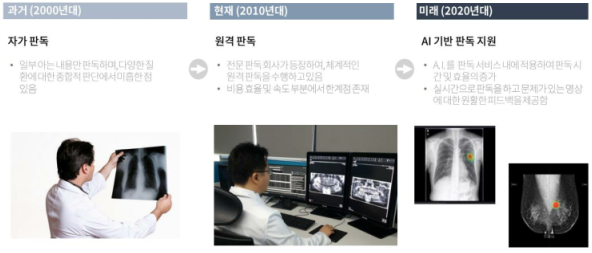 과거 (2000년대)
자가 판독
• 일부 아는 내용만 판독하며, 다양한 질
환에 대한 종합적 판단에서 미흡한 점
있음
현재 (2010년대)
원격 판독
• 전문 판독 회사가 등장하며, 체계적인
원격 판독을 수행하고 있음
• 비용 효율 및 속도 부분에서 한계점 존재
미래 (2020년대)
AI 기반 판독 지원
• A.I.를 판독 서비스 내에 적용하여 판독 시
간 및 효율의 증가
• 실시간으로 판독을 하고 문제가 있는 영상
에 대한 원활한 피드백을 제공함